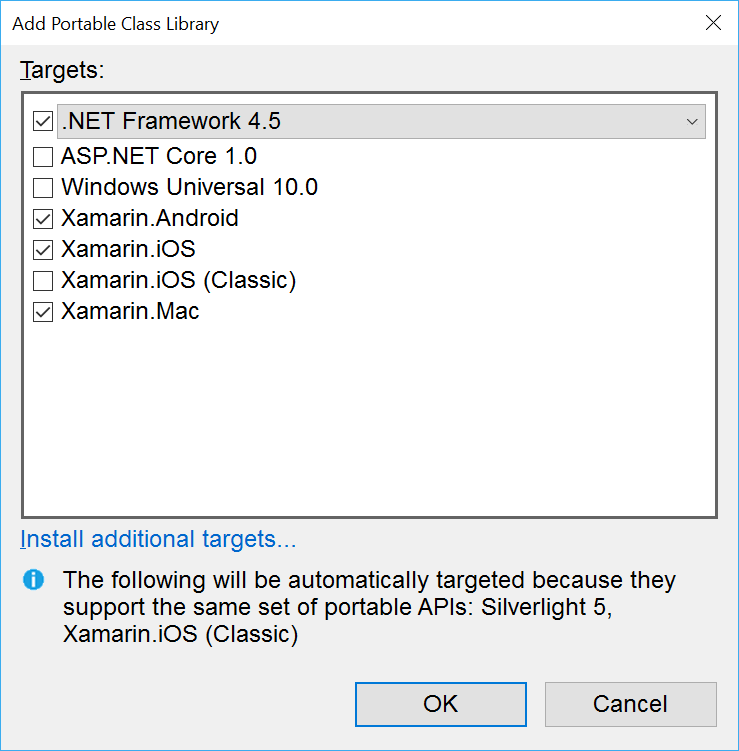 Add Portable Class Library
Targets:
.NET Framework 4.5
ASP.NET Core 1.0
Windows Universal 10.0
Xamarin.Android
Xamarin.iOS
Xamarin.iOS (Classic)
Xamarin.Mac
Install additional targets...
The following will be automatically targeted because they
support the same set of portable APIs: Silverlight 5,
Xamarin.iOS (Classic)
OK
Cancel